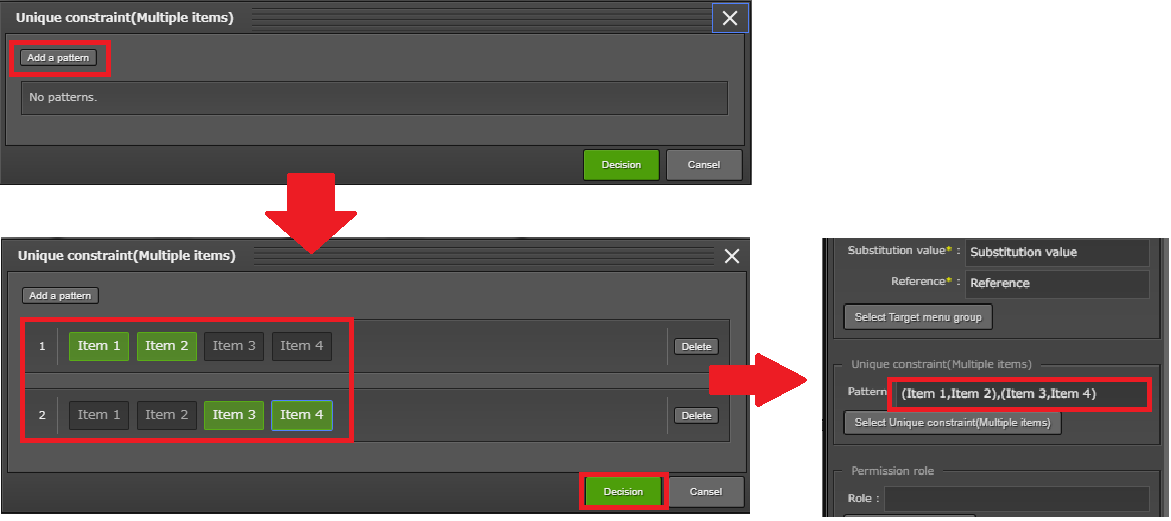 Unique constraint(Multiple items)
Add a pattern
No patterns.
Decision Cansel
Unique constraint(Multiple items)
Add a pattern
1 Item 1 Item 2 Item 3 Item 4 Delete
2 Item 1 Item 2 Item 3 Item 4 Delete
Decision Cansel
Substitution value* : Substitution value
Reference* : Reference
Select Target menu group
Unique constraint(Multiple items)
Pattern (Item 1,Item 2),(Item 3,Item 4)
Select Unique constraint(Multiple items)
Permission role
Role :